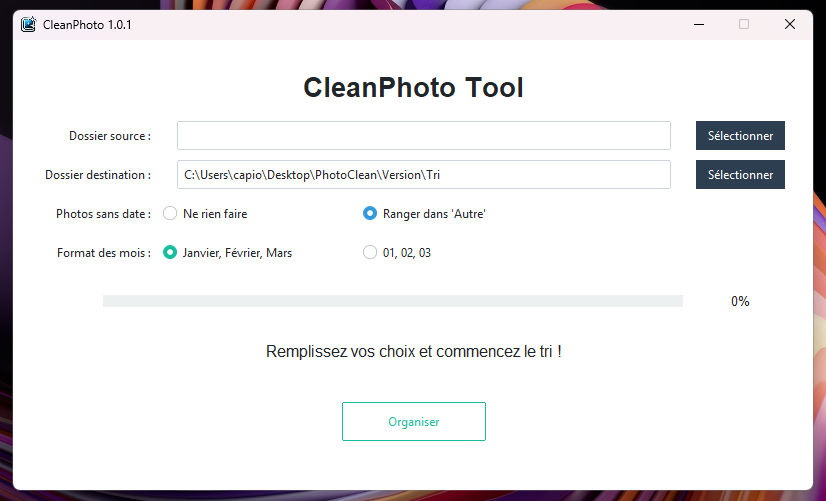 CleanPhoto 1.0.1
CleanPhoto Tool
Dossier source :
Sélectionner
Dossier destination : C:\Users\capio\Desktop\PhotoClean\Version\Tri Sélectionner
Photos sans date : Ne rien faire Ranger dans 'Autre'
Format des mois : Janvier, Février, Mars 01, 02, 03
0%
Remplissez vos choix et commencez le tri !
Organiser